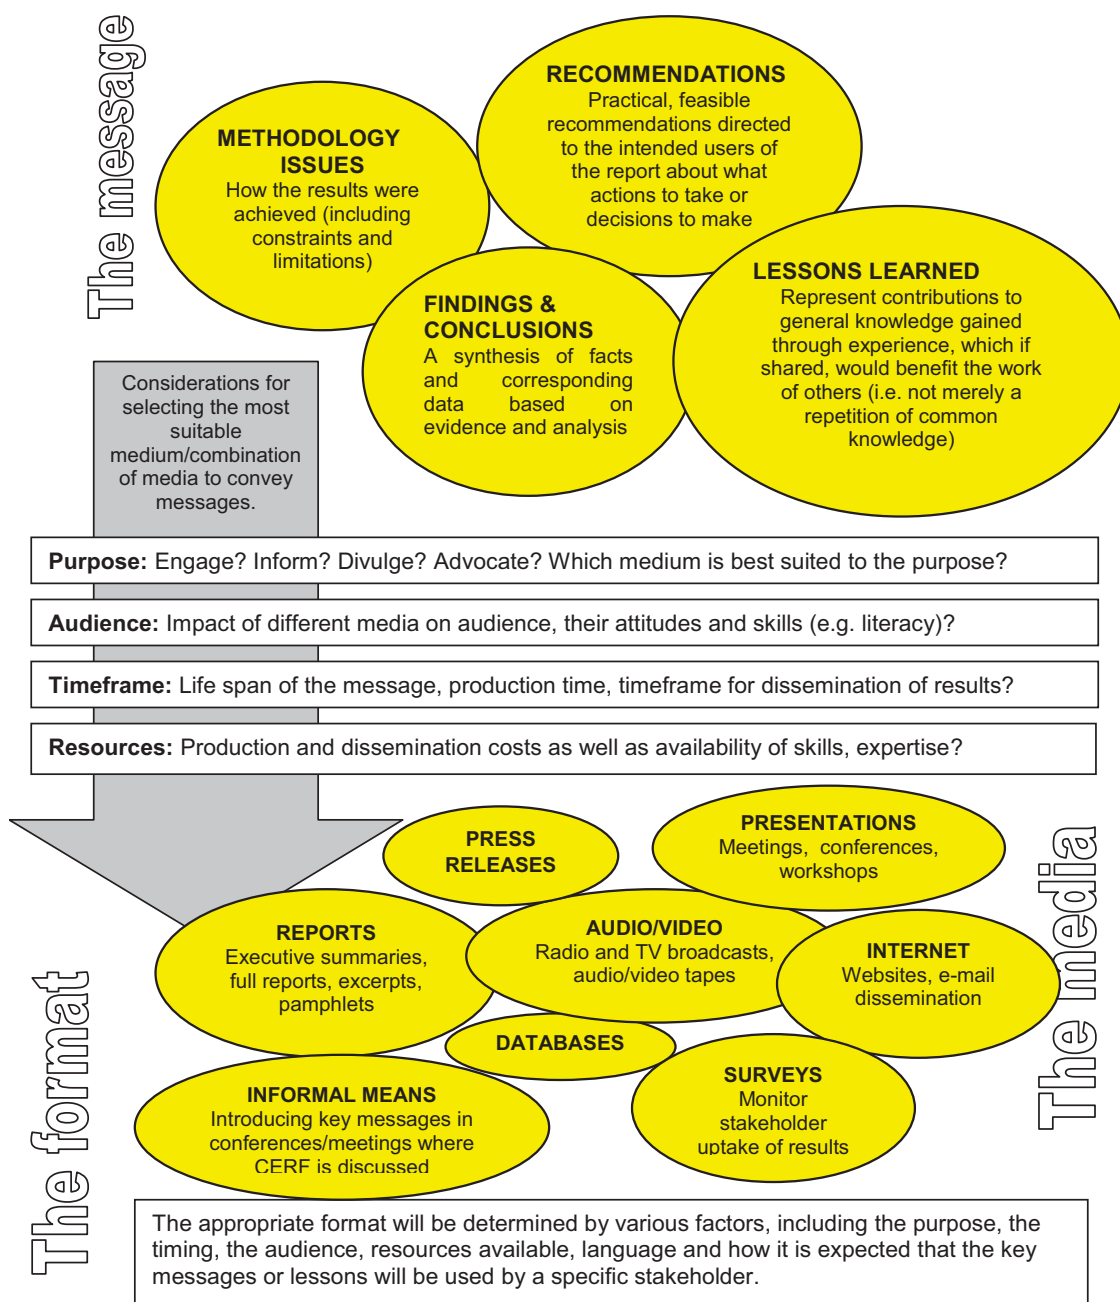 The message
RECOMMENDATIONS
Practical, feasible
recommendations directed
to the intended users of
the report about what
actions to take or
decisions to make
METHODOLOGY
ISSUES
How the results were
achieved (including
constraints and
limitations)
LESSONS LEARNED
Represent contributions to
general knowledge gained
through experience, which if
shared, would benefit the work
of others (i.e. not merely a
repetition of common
knowledge)
FINDINGS &
CONCLUSIONS
A synthesis of facts
and corresponding
data based on
evidence and analysis
Considerations for
selecting the most
suitable
medium/combination
of media to convey
messages.
Purpose: Engage? Inform? Divulge? Advocate? Which medium is best suited to the purpose?
Audience: Impact of different media on audience, their attitudes and skills (e.g. literacy)?
Timeframe: Life span of the message, production time, timeframe for dissemination of results?
Resources: Production and dissemination costs as well as availability of skills, expertise?
The media
The format
PRESS
RELEASES
PRESENTATIONS
Meetings, conferences,
workshops
REPORTS
Executive summaries,
full reports, excerpts,
pamphlets
AUDIO/VIDEO
Radio and TV broadcasts,
audio/video tapes
INTERNET
Websites, e-mail
dissemination
DATABASES
INFORMAL MEANS
Introducing key messages in
conferences/meetings where
CERF is discussed
SURVEYS
Monitor
stakeholder
uptake of results
The appropriate format will be determined by various factors, including the purpose, the
timing, the audience, resources available, language and how it is expected that the key
messages or lessons will be used by a specific stakeholder.